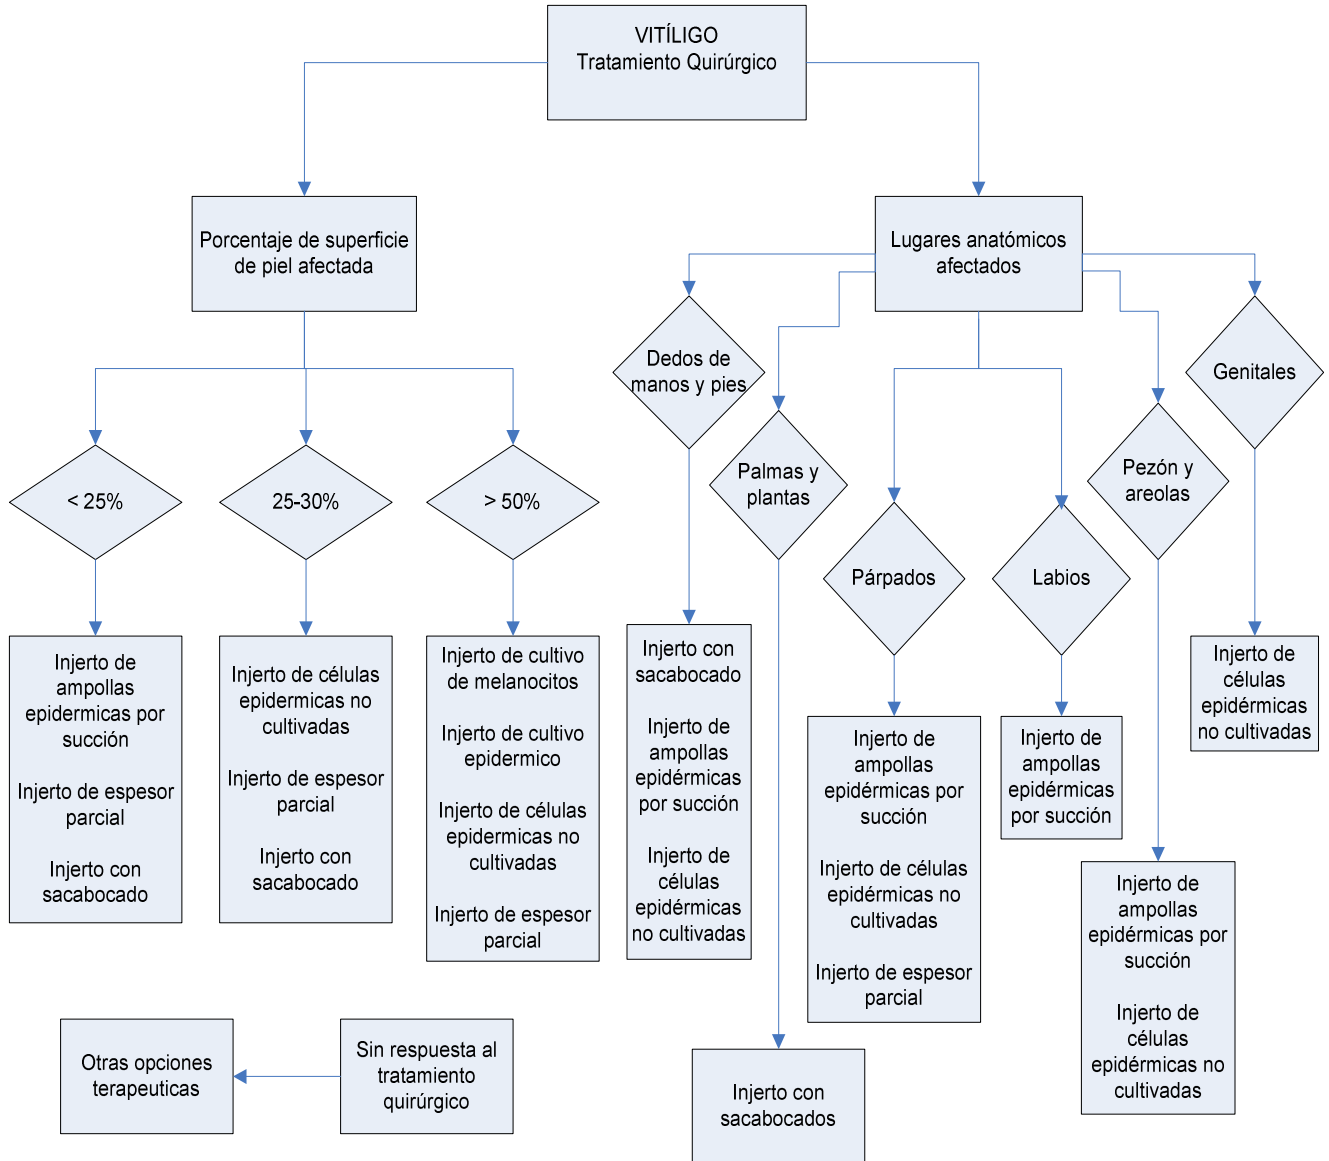 VITÍLIGO
Tratamiento Quirúrgico
Porcentaje de superficie
de piel afectada
Lugares anatómicos
afectados
< 25%
25-30%
> 50%
Dedos de
manos y pies
Palmas y
plantas
Párpados
Labios
Pezón y
areolas
Genitales
Injerto de
ampollas
epidermicas por
succión
Injerto de espesor
parcial
Injerto con
sacabocado
Injerto de células
epidermicas no
cultivadas
Injerto de espesor
parcial
Injerto con
sacabocado
Injerto de cultivo
de melanocitos
Injerto de cultivo
epidermico
Injerto de células
epidermicas no
cultivadas
Injerto de espesor
parcial
Injerto con
sacabocado
Injerto de
ampollas
epidérmicas
por succión
Injerto de
células
epidérmicas
no cultivadas
Injerto con
sacabocados
Injerto de
ampollas
epidérmicas por
succión
Injerto de células
epidérmicas no
cultivadas
Injerto de espesor
parcial
Injerto de
ampollas
epidérmicas
por succión
Injerto de
ampollas
epidérmicas por
succión
Injerto de
células
epidérmicas no
cultivadas
Injerto de
células
epidérmicas
no cultivadas
Otras opciones
terapeuticas
Sin respuesta al
tratamiento
quirúrgico